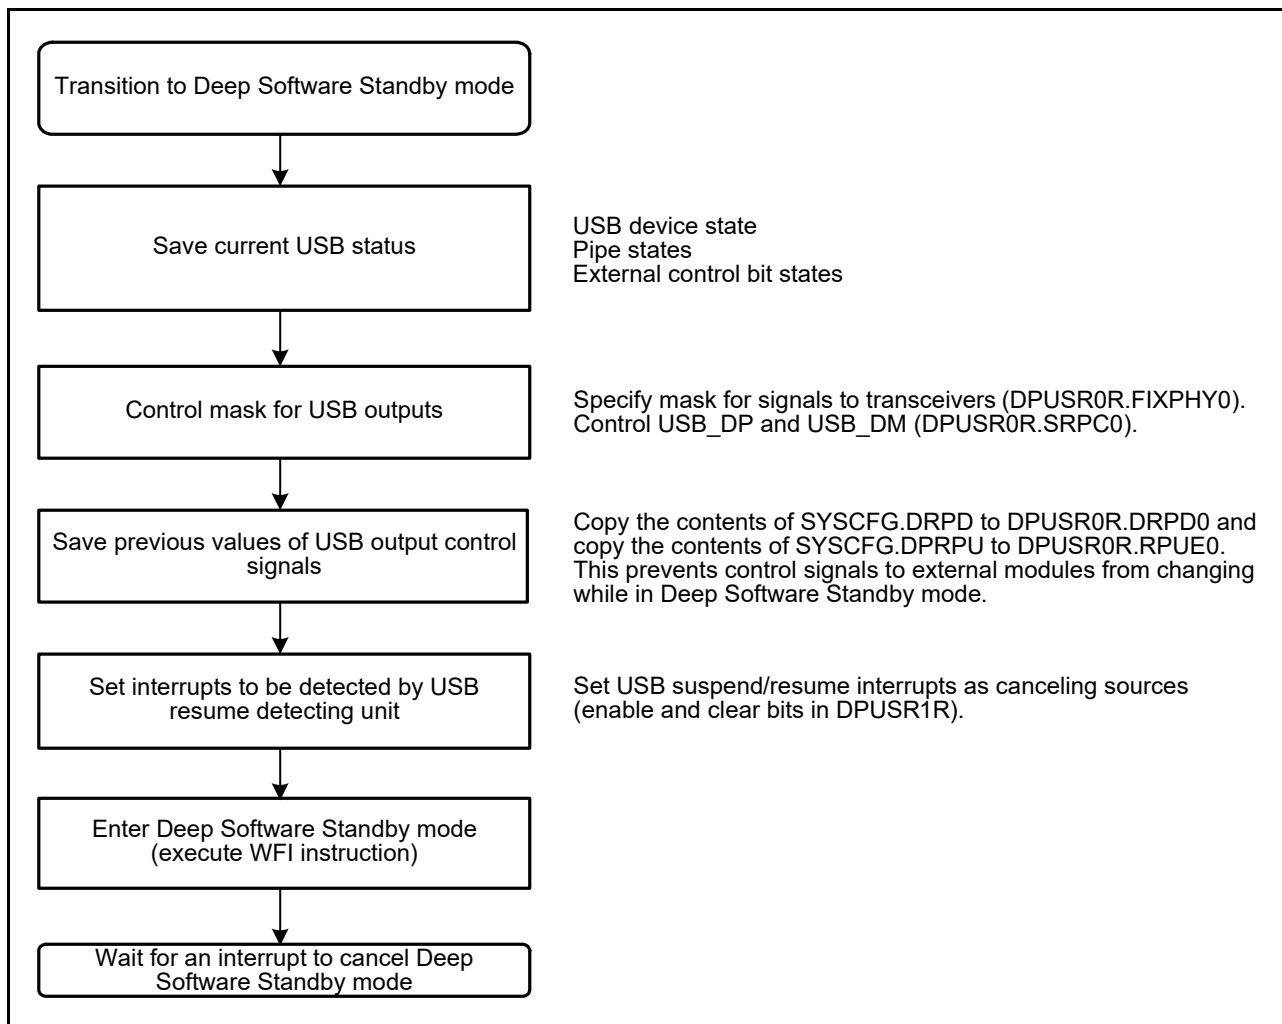 Transition to Deep Software Standby mode
Save current USB status
USB device state
Pipe states
External control bit states
Control mask for USB outputs
Specify mask for signals to transceivers (DPUSR0R.FIXPHY0).
Control USB_DP and USB_DM (DPUSR0R.SRPC0).
Save previous values of USB output control
signals
Copy the contents of SYSCFG.DRPD to DPUSR0R.DRPD0 and
copy the contents of SYSCFG.DPRPU to DPUSR0R.RPUE0.
This prevents control signals to external modules from changing
while in Deep Software Standby mode.
Set interrupts to be detected by USB
resume detecting unit
Set USB suspend/resume interrupts as canceling sources
(enable and clear bits in DPUSR1R).
Enter Deep Software Standby mode
(execute WFI instruction)
Wait for an interrupt to cancel Deep
Software Standby mode